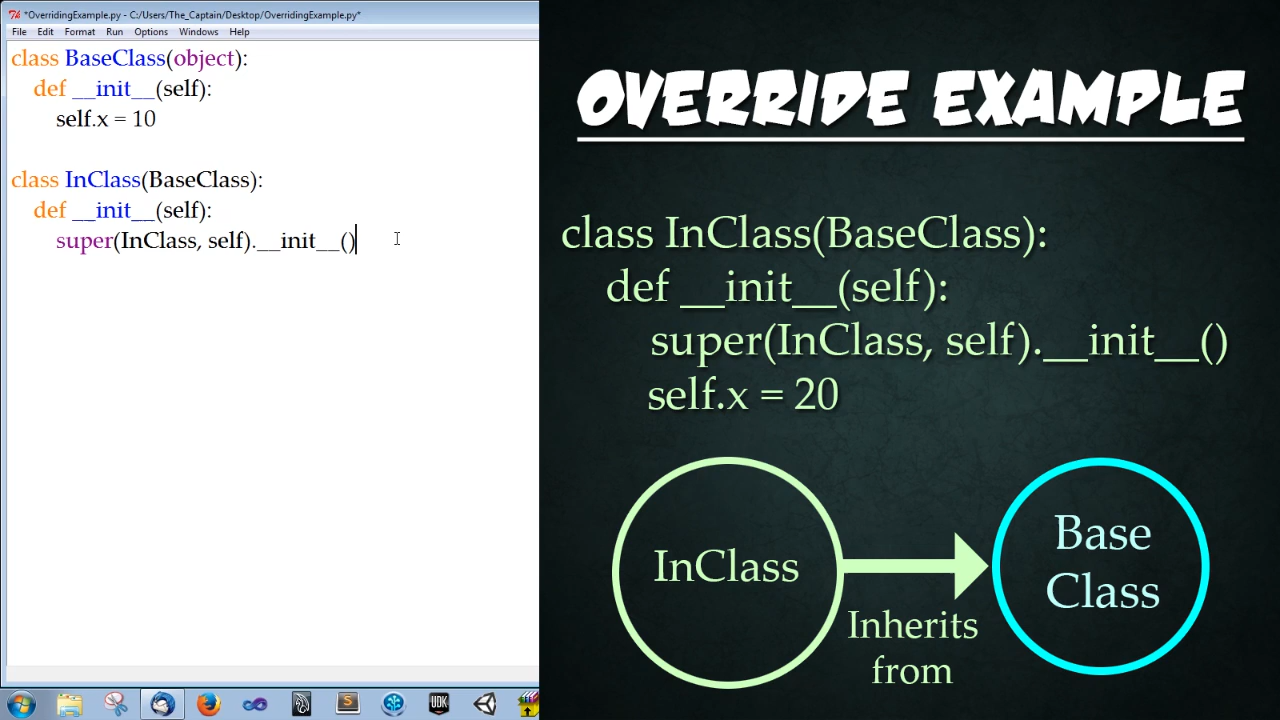 *OverridingExample.py - C:/Users/The_Captain/Desktop/OverridingExample.py*
File Edit Format Run Options Windows Help
class BaseClass(object):
def __init__(self):
self.x = 10
class InClass(BaseClass):
def __init__(self):
super(InClass, self).__init__()
OVERRIDE EXAMPLE
class InClass(BaseClass):
def __init__(self):
super(InClass, self).__init__()
self.x = 20
InClass
Inherits
from
Base
Class
S
UDK